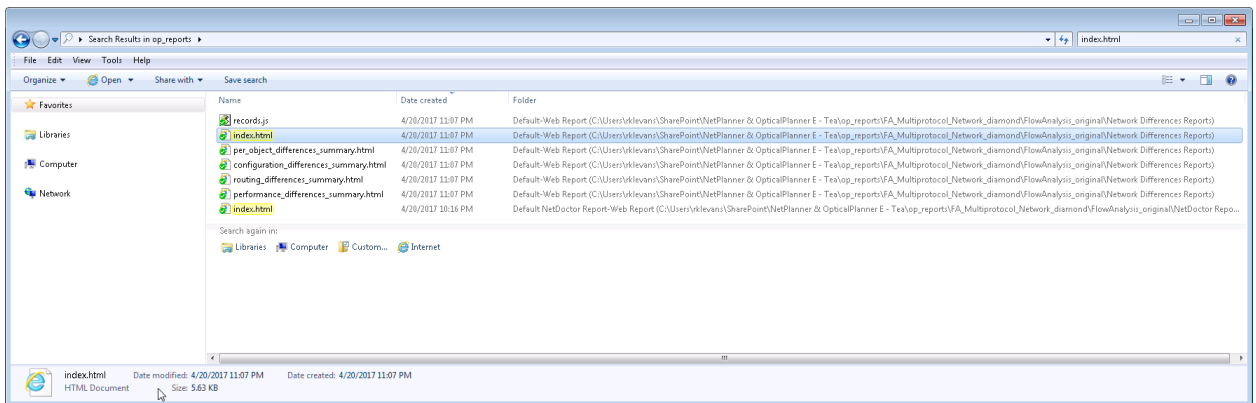 Search Results in op_reports
index.html
File Edit View Tools Help
Organize Open Share with Save search
Favorites
Libraries
Computer
Network
Name Date created Folder
records.js 4/20/2017 11:07 PM Default-Web Report (C:\Users\rklevans\SharePoint\NetPlanner & OpticalPlanner E - Tea\op_reports\FA_Multiprotocol_Network_diamond\FlowAnalysis_original\Network Differences Reports)
index.html 4/20/2017 11:07 PM Default-Web Report (C:\Users\rklevans\SharePoint\NetPlanner & OpticalPlanner E - Tea\op_reports\FA_Multiprotocol_Network_diamond\FlowAnalysis_original\Network Differences Reports)
per_object_differences_summary.html 4/20/2017 11:07 PM Default-Web Report (C:\Users\rklevans\SharePoint\NetPlanner & OpticalPlanner E - Tea\op_reports\FA_Multiprotocol_Network_diamond\FlowAnalysis_original\Network Differences Reports)
configuration_differences_summary.html 4/20/2017 11:07 PM Default-Web Report (C:\Users\rklevans\SharePoint\NetPlanner & OpticalPlanner E - Tea\op_reports\FA_Multiprotocol_Network_diamond\FlowAnalysis_original\Network Differences Reports)
routing_differences_summary.html 4/20/2017 11:07 PM Default-Web Report (C:\Users\rklevans\SharePoint\NetPlanner & OpticalPlanner E - Tea\op_reports\FA_Multiprotocol_Network_diamond\FlowAnalysis_original\Network Differences Reports)
performance_differences_summary.html 4/20/2017 11:07 PM Default-Web Report (C:\Users\rklevans\SharePoint\NetPlanner & OpticalPlanner E - Tea\op_reports\FA_Multiprotocol_Network_diamond\FlowAnalysis_original\Network Differences Reports)
index.html 4/20/2017 10:16 PM Default NetDoctor Report-Web Report (C:\Users\rklevans\SharePoint\NetPlanner & OpticalPlanner E - Tea\op_reports\FA_Multiprotocol_Network_diamond\FlowAnalysis_original\NetDoctor Repo...
Search again in:
Libraries Computer Custom... Internet
index.html Date modified: 4/20/2017 11:07 PM Date created: 4/20/2017 11:07 PM
HTML Document Size: 5.63 KB